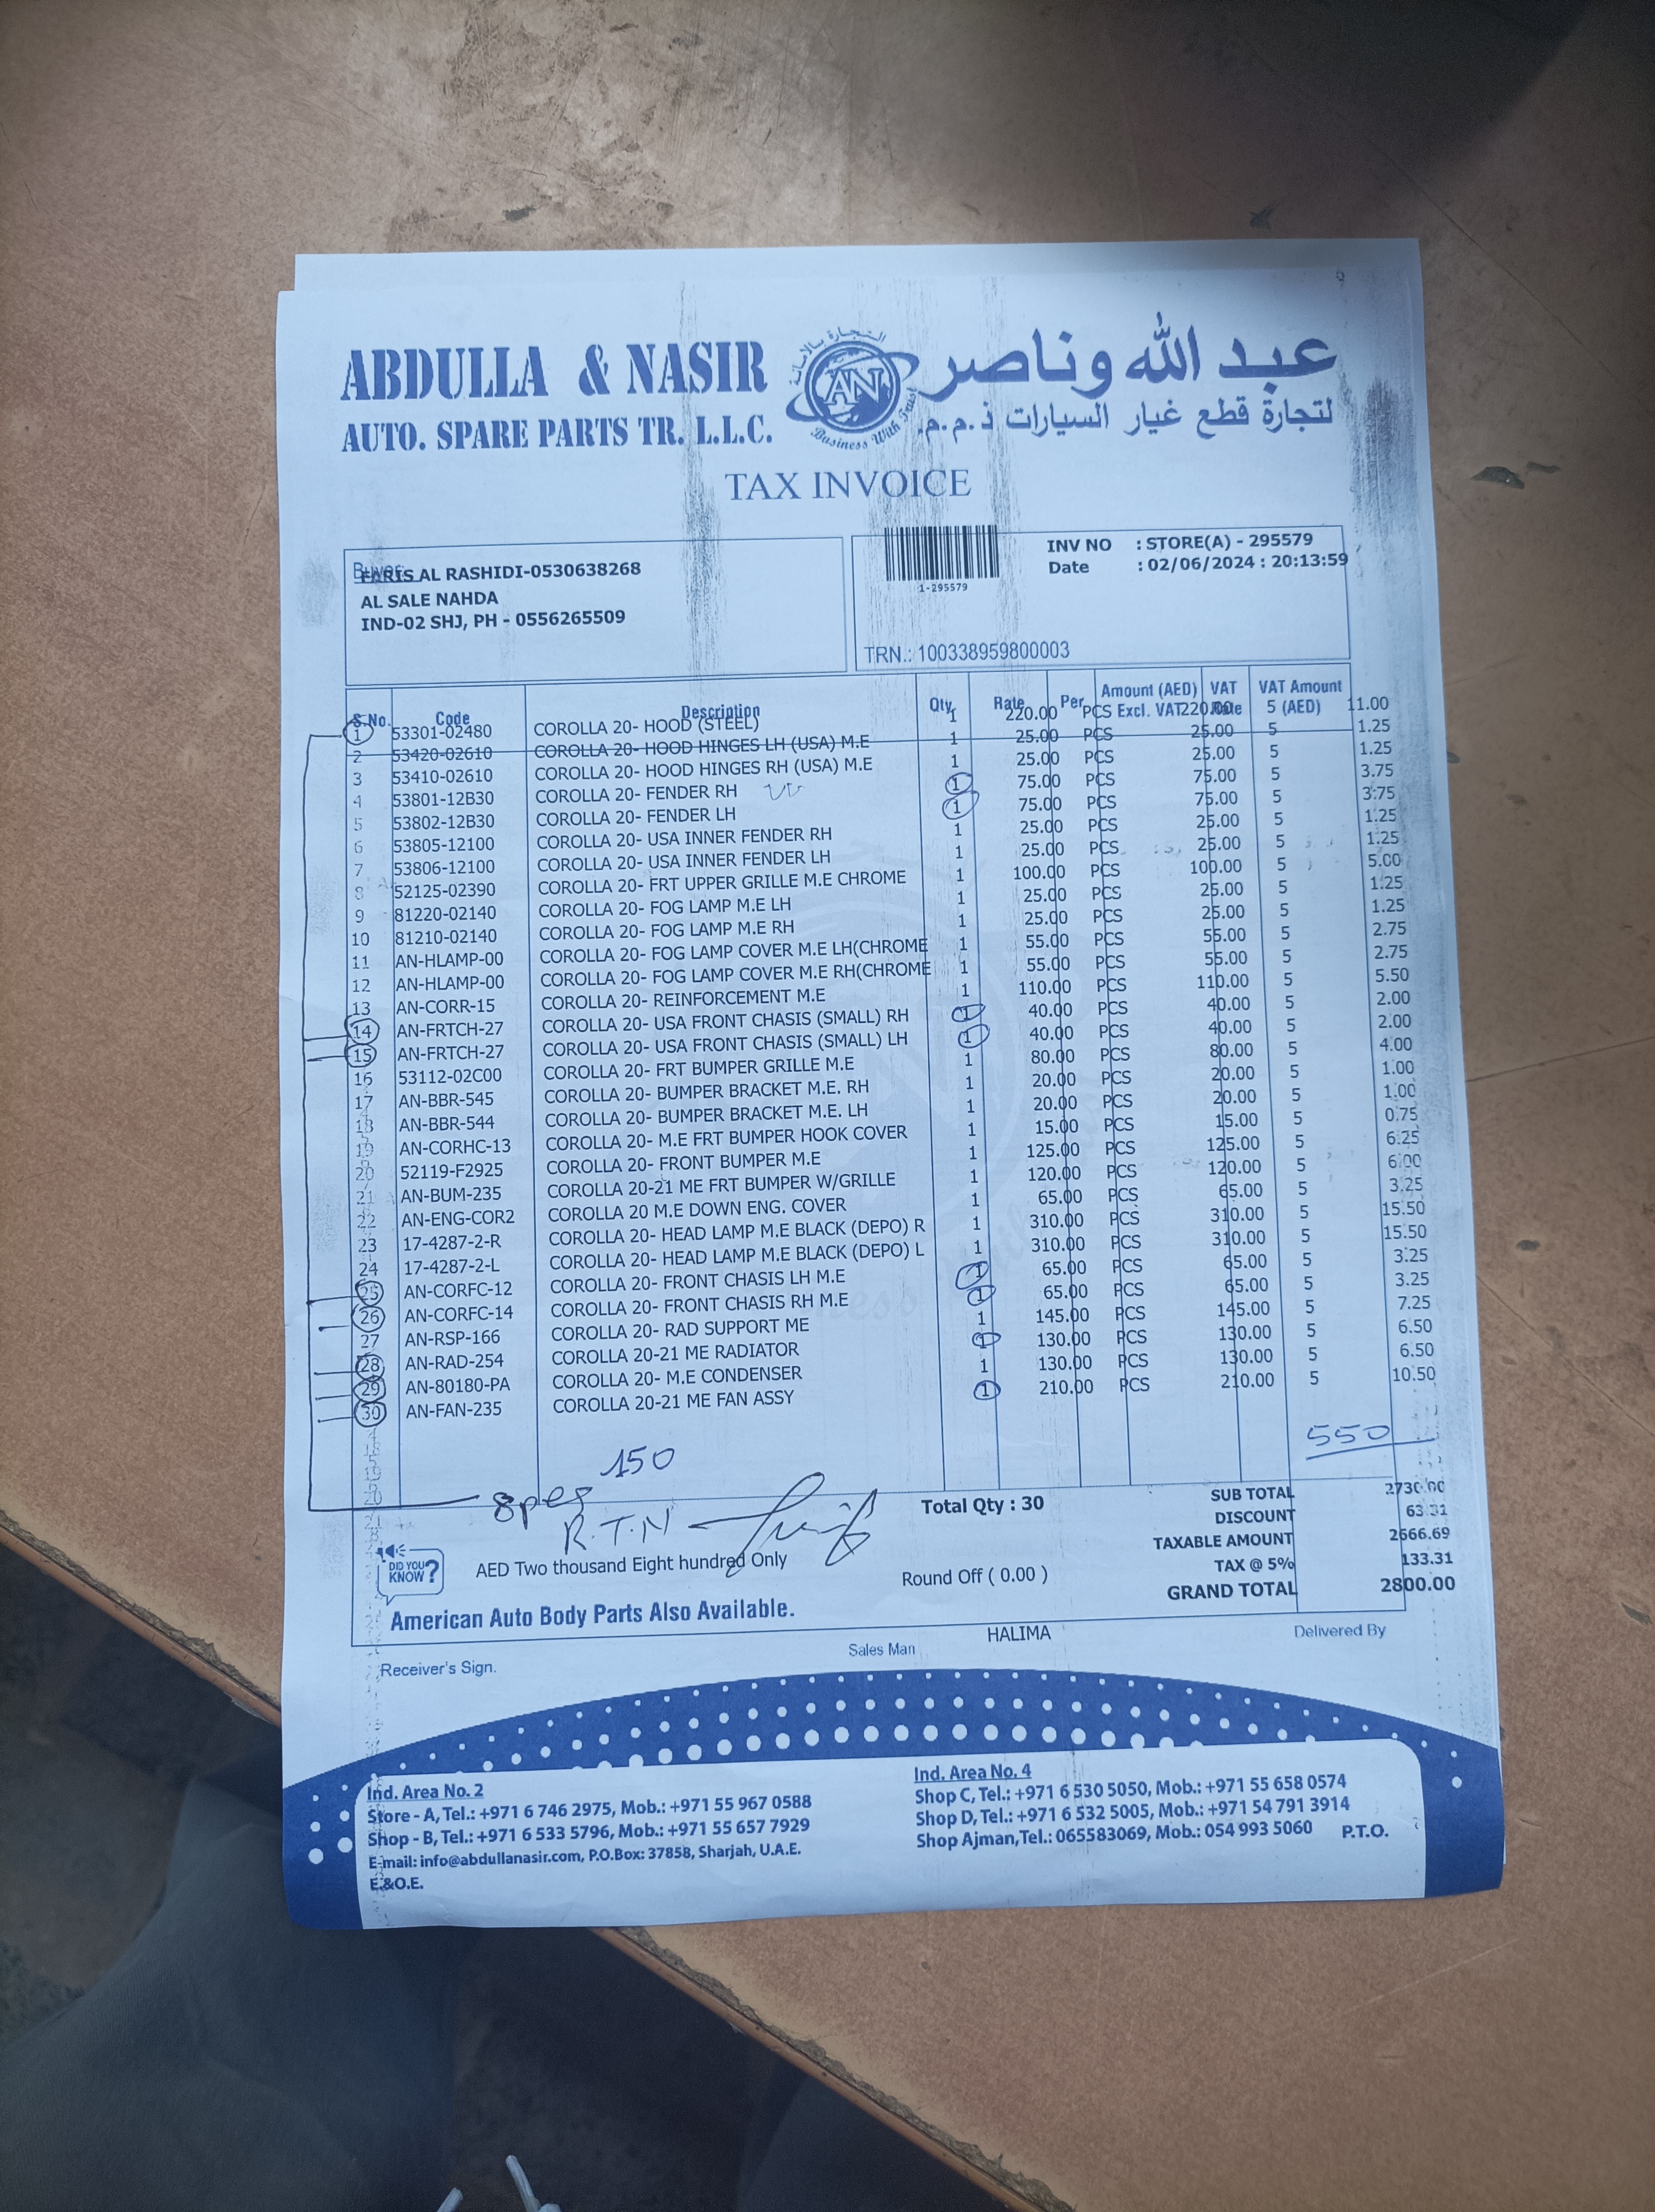 ABDULLA & NASIR
AUTO. SPARE PARTS TR. L.L.C.
التجارة بالأمانة
AN
Business With Trust
عبد الله وناصر
لتجارة قطع غيار السيارات ذ.م.م.
TAX INVOICE
Buyer:
FARIS AL RASHIDI-0530638268
AL SALE NAHDA
IND-02 SHJ, PH - 0556265509
1-295579
INV NO : STORE(A) - 295579
Date : 02/06/2024 : 20:13:59
TRN.: 100338959800003
S.No. Code Description Qty. Rate Per Amount (AED) Excl. VAT VAT Rate VAT Amount (AED)
1 53301-02480 COROLLA 20- HOOD (STEEL) 1 220.00 PCS 220.00 5 11.00
2 53420-02610 COROLLA 20- HOOD HINGES LH (USA) M.E 1 25.00 PCS 25.00 5 1.25
3 53410-02610 COROLLA 20- HOOD HINGES RH (USA) M.E 1 25.00 PCS 25.00 5 1.25
4 53801-12B30 COROLLA 20- FENDER RH 1 75.00 PCS 75.00 5 3.75
5 53802-12B30 COROLLA 20- FENDER LH 1 75.00 PCS 75.00 5 3.75
6 53805-12100 COROLLA 20- USA INNER FENDER RH 1 25.00 PCS 25.00 5 1.25
7 53806-12100 COROLLA 20- USA INNER FENDER LH 1 25.00 PCS 25.00 5 1.25
8 52125-02390 COROLLA 20- FRT UPPER GRILLE M.E CHROME 1 100.00 PCS 100.00 5 5.00
9 81220-02140 COROLLA 20- FOG LAMP M.E LH 1 25.00 PCS 25.00 5 1.25
10 81210-02140 COROLLA 20- FOG LAMP M.E RH 1 25.00 PCS 25.00 5 1.25
11 AN-HLAMP-00 COROLLA 20- FOG LAMP COVER M.E LH(CHROME 1 55.00 PCS 55.00 5 2.75
12 AN-HLAMP-00 COROLLA 20- FOG LAMP COVER M.E RH(CHROME 1 55.00 PCS 55.00 5 2.75
13 AN-CORR-15 COROLLA 20- REINFORCEMENT M.E 1 110.00 PCS 110.00 5 5.50
14 AN-FRTCH-27 COROLLA 20- USA FRONT CHASIS (SMALL) RH 1 40.00 PCS 40.00 5 2.00
15 AN-FRTCH-27 COROLLA 20- USA FRONT CHASIS (SMALL) LH 1 40.00 PCS 40.00 5 2.00
16 53112-02C00 COROLLA 20- FRT BUMPER GRILLE M.E 1 80.00 PCS 80.00 5 4.00
17 AN-BBR-545 COROLLA 20- BUMPER BRACKET M.E. RH 1 20.00 PCS 20.00 5 1.00
18 AN-BBR-544 COROLLA 20- BUMPER BRACKET M.E. LH 1 20.00 PCS 20.00 5 1.00
19 AN-CORHC-13 COROLLA 20- M.E FRT BUMPER HOOK COVER 1 15.00 PCS 15.00 5 0.75
20 52119-F2925 COROLLA 20- FRONT BUMPER M.E 1 125.00 PCS 125.00 5 6.25
21 AN-BUM-235 COROLLA 20-21 ME FRT BUMPER W/GRILLE 1 120.00 PCS 120.00 5 6.00
22 AN-ENG-COR2 COROLLA 20 M.E DOWN ENG. COVER 1 65.00 PCS 65.00 5 3.25
23 17-4287-2-R COROLLA 20- HEAD LAMP M.E BLACK (DEPO) R 1 310.00 PCS 310.00 5 15.50
24 17-4287-2-L COROLLA 20- HEAD LAMP M.E BLACK (DEPO) L 1 310.00 PCS 310.00 5 15.50
25 AN-CORFC-12 COROLLA 20- FRONT CHASIS LH M.E 1 65.00 PCS 65.00 5 3.25
26 AN-CORFC-14 COROLLA 20- FRONT CHASIS RH M.E 1 65.00 PCS 65.00 5 3.25
27 AN-RSP-166 COROLLA 20- RAD SUPPORT ME 1 145.00 PCS 145.00 5 7.25
28 AN-RAD-254 COROLLA 20-21 ME RADIATOR 1 130.00 PCS 130.00 5 6.50
29 AN-80180-PA COROLLA 20- M.E CONDENSER 1 130.00 PCS 130.00 5 6.50
30 AN-FAN-235 COROLLA 20-21 ME FAN ASSY 1 210.00 PCS 210.00 5 10.50
550
150
8pes
R.T.N
Total Qty : 30
SUB TOTAL 2730.00
DISCOUNT 63.31
TAXABLE AMOUNT 2666.69
TAX @ 5% 133.31
GRAND TOTAL 2800.00
DID YOU KNOW?
AED Two thousand Eight hundred Only
Round Off ( 0.00 )
American Auto Body Parts Also Available.
Receiver's Sign.
Sales Man
HALIMA
Delivered By
Ind. Area No. 2
Store - A, Tel.: +971 6 746 2975, Mob.: +971 55 967 0588
Shop - B, Tel.: +971 6 533 5796, Mob.: +971 55 657 7929
E-mail: info@abdullanasir.com, P.O.Box: 37858, Sharjah, U.A.E.
E.&O.E.
Ind. Area No. 4
Shop C, Tel.: +971 6 530 5050, Mob.: +971 55 658 0574
Shop D, Tel.: +971 6 532 5005, Mob.: +971 54 791 3914
Shop Ajman,Tel.: 065583069, Mob.: 054 993 5060
P.T.O.